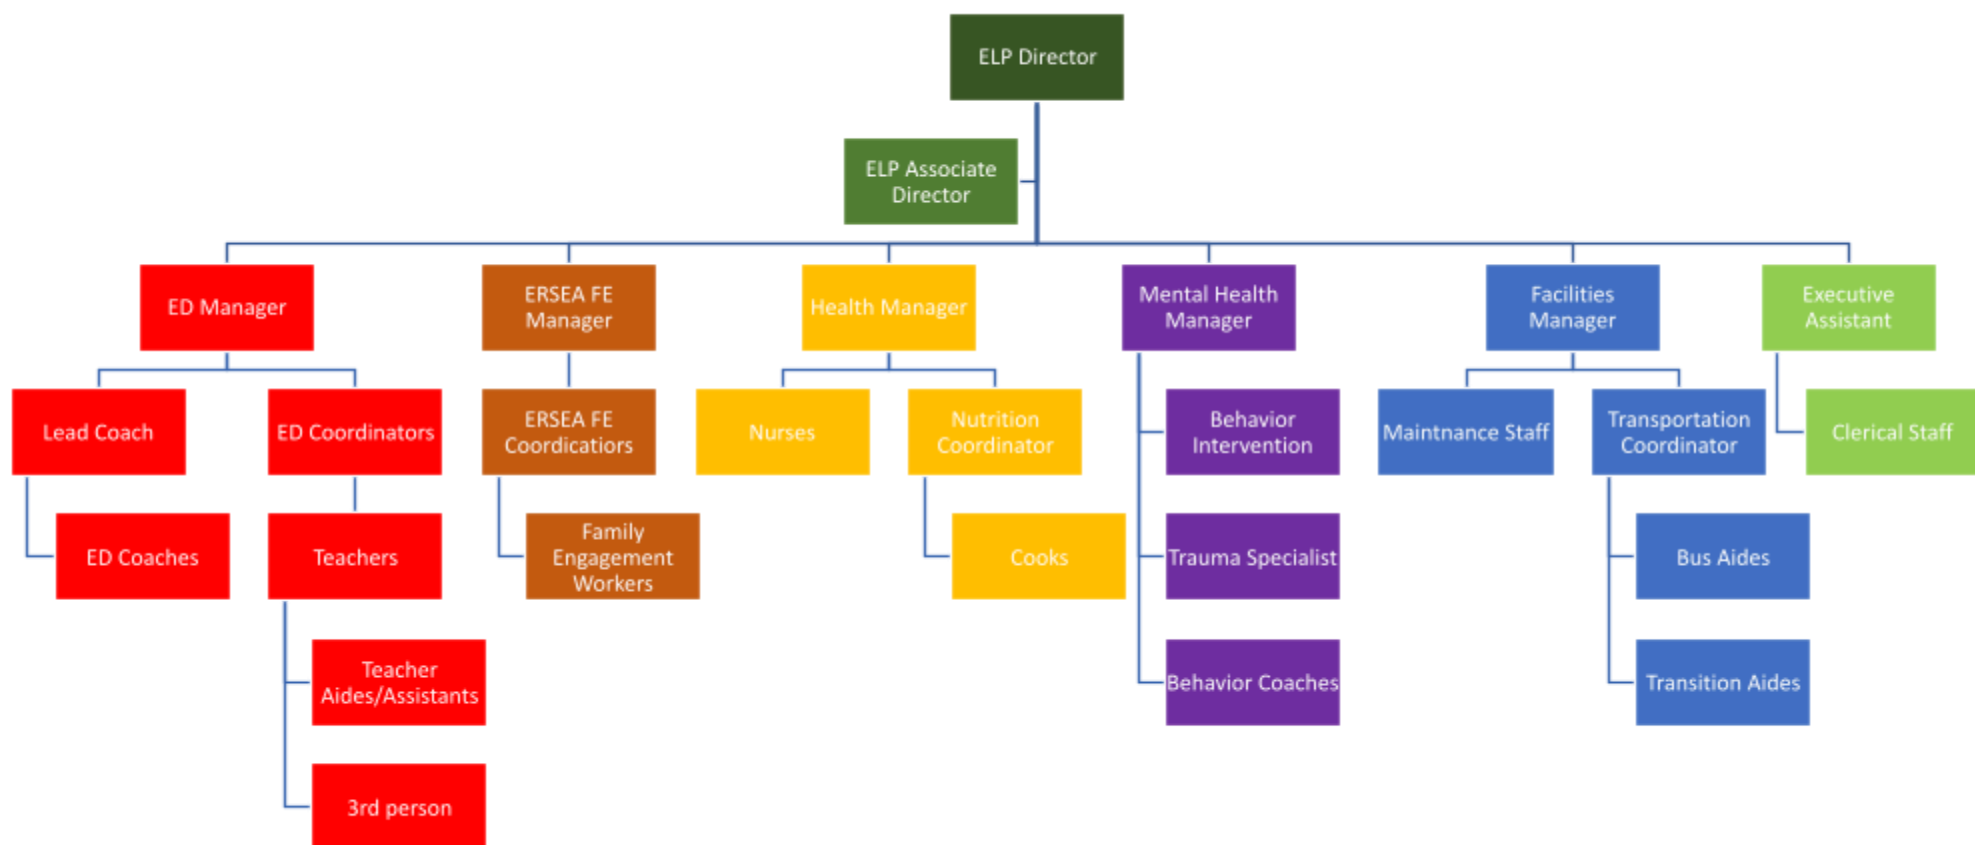 ELP Director
ELP Associate
Director
ED Manager
ERSEA FE
Manager
Health Manager
Mental Health
Manager
Facilities
Manager
Executive
Assistant
Lead Coach
ED Coordinators
ERSEA FE
Coordicatiors
Nurses
Nutrition
Coordinator
Behavior
Intervention
Maintnance Staff
Transportation
Coordinator
Clerical Staff
ED Coaches
Teachers
Family
Engagement
Workers
Cooks
Trauma Specialist
Bus Aides
Teacher
Aides/Assistants
Behavior Coaches
Transition Aides
3rd person